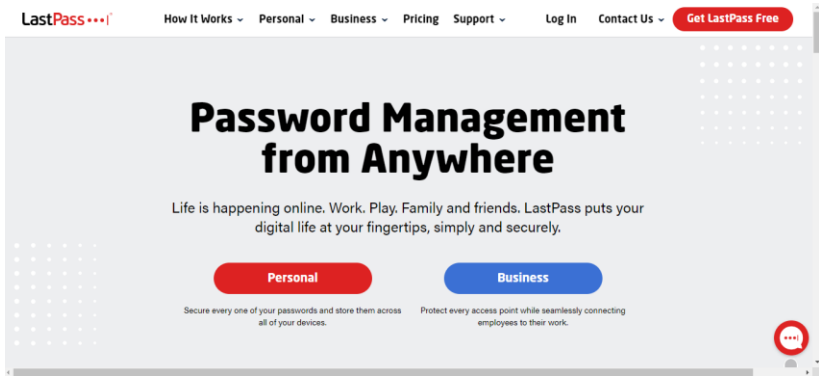 LastPass How It Works Personal Business Pricing Support Log In Contact Us Get LastPass Free
Password Management
from Anywhere
Life is happening online. Work. Play. Family and friends. LastPass puts your
digital life at your fingertips, simply and securely.
Personal Business
Secure every one of your passwords and store them across Protect every access point while seamlessly connecting
all of your devices. employees to their work.